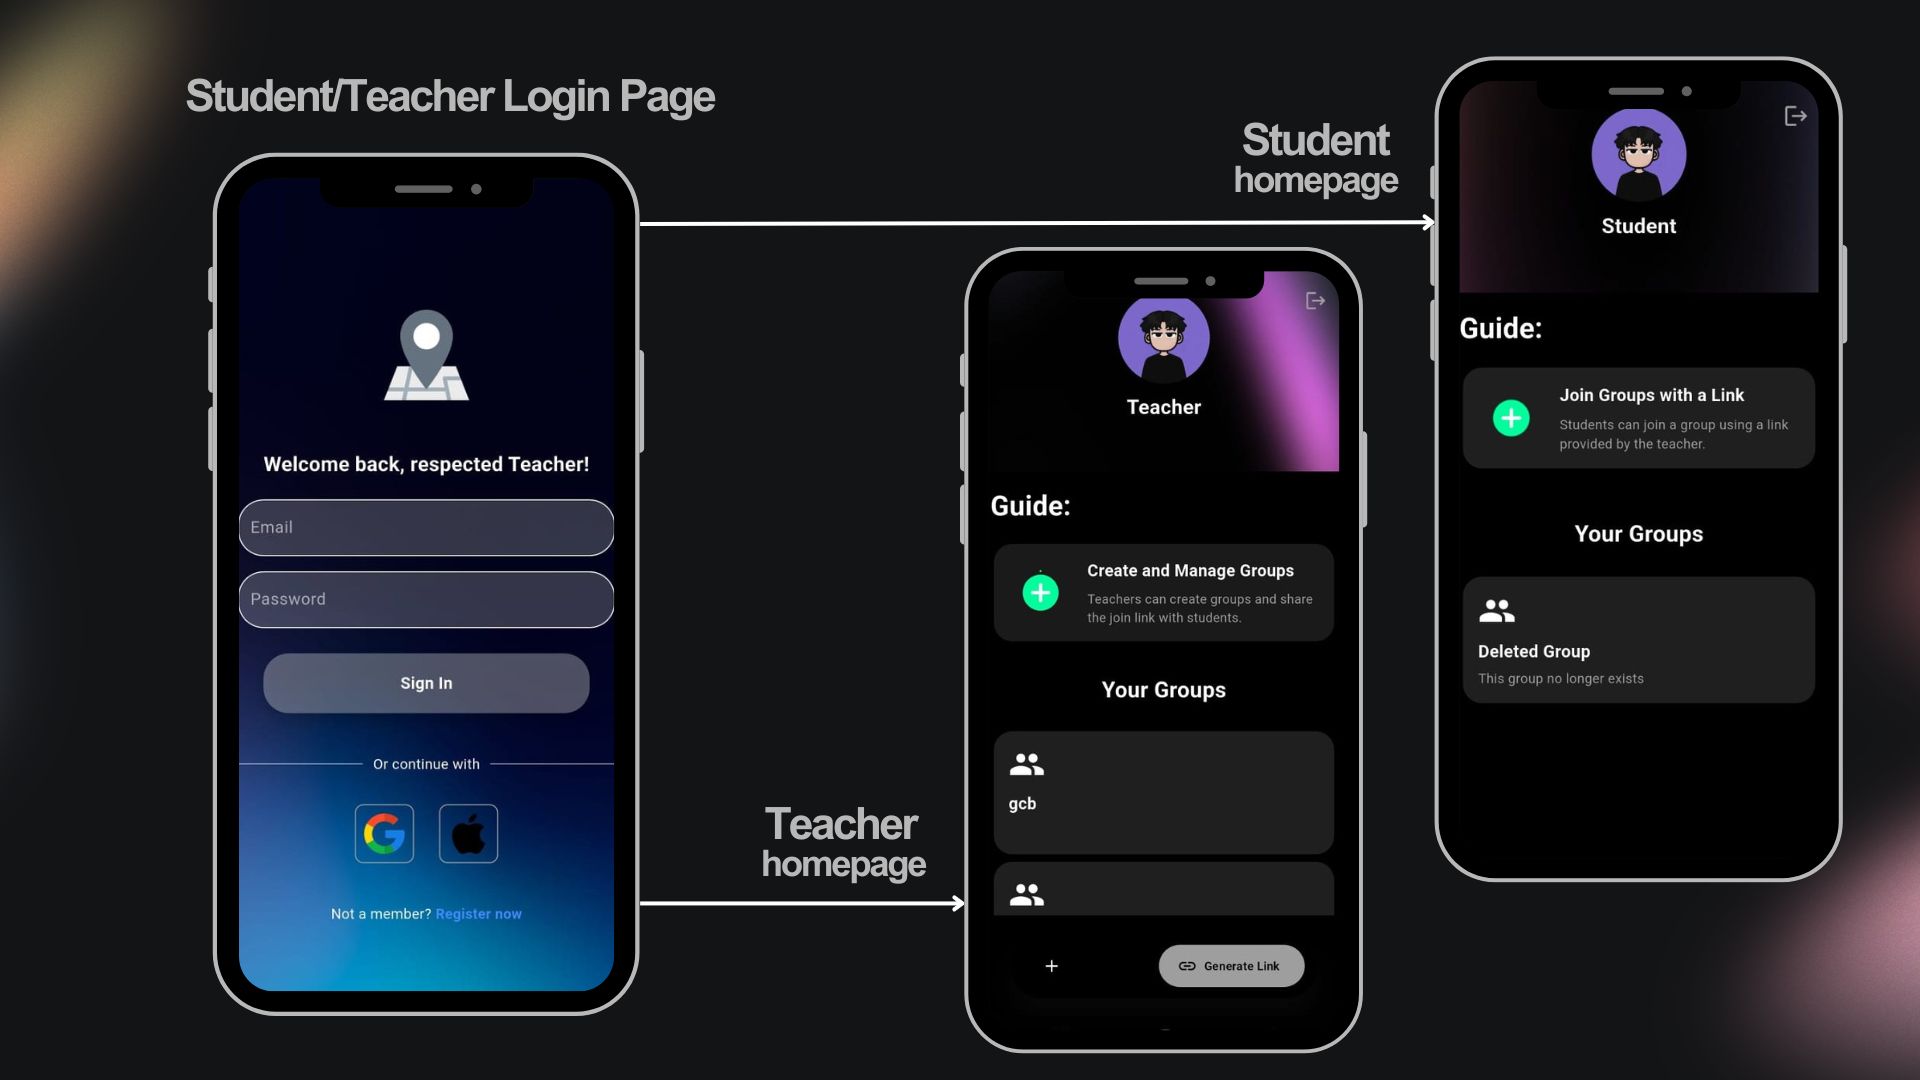 Student/Teacher Login Page
Welcome back, respected Teacher!
Email
Password
Sign In
Or continue with
Not a member? Register now
Teacher
homepage
Teacher
Guide:
Create and Manage Groups
Teachers can create groups and share
the join link with students.
Your Groups
gcb
Generate Link
Student
homepage
Student
Guide:
Join Groups with a Link
Students can join a group using a link
provided by the teacher.
Your Groups
Deleted Group
This group no longer exists